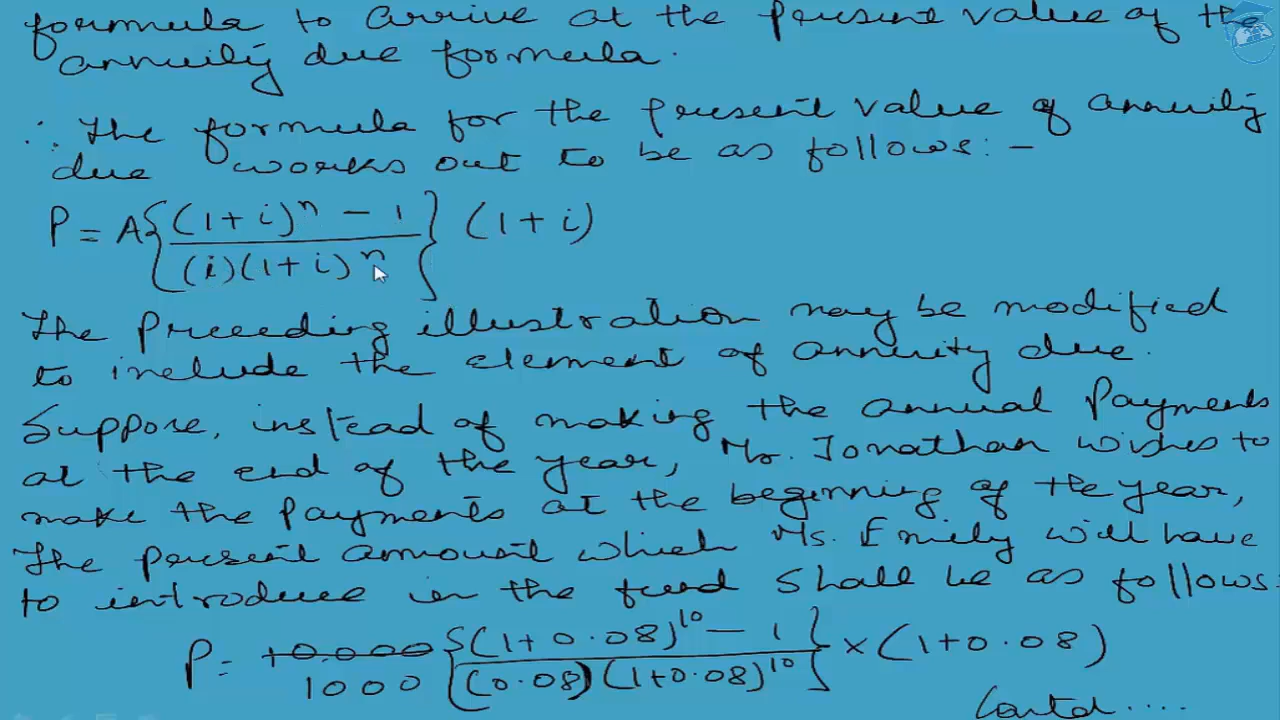 formula to arrive at the present value of the
annuity due formula.
∴ The formula for the present value of annuity
due works out to be as follows: –
P = A{((1+i)^n - 1)/((i)(1+i)^n)} (1+i)
The preceeding illustration may be modified
to include the element of annuity due.
Suppose, instead of making the annual payments
at the end of the year, Mr. Jonathan wishes to
make the payments at the beginning of the year,
The present amount which Ms. Emily will have
to introduce in the fund shall be as follows:
P = ~~10,000~~ 1000 {((1+0.08)^10 - 1)/((0.08)(1+0.08)^10)} × (1+0.08)
Contd....